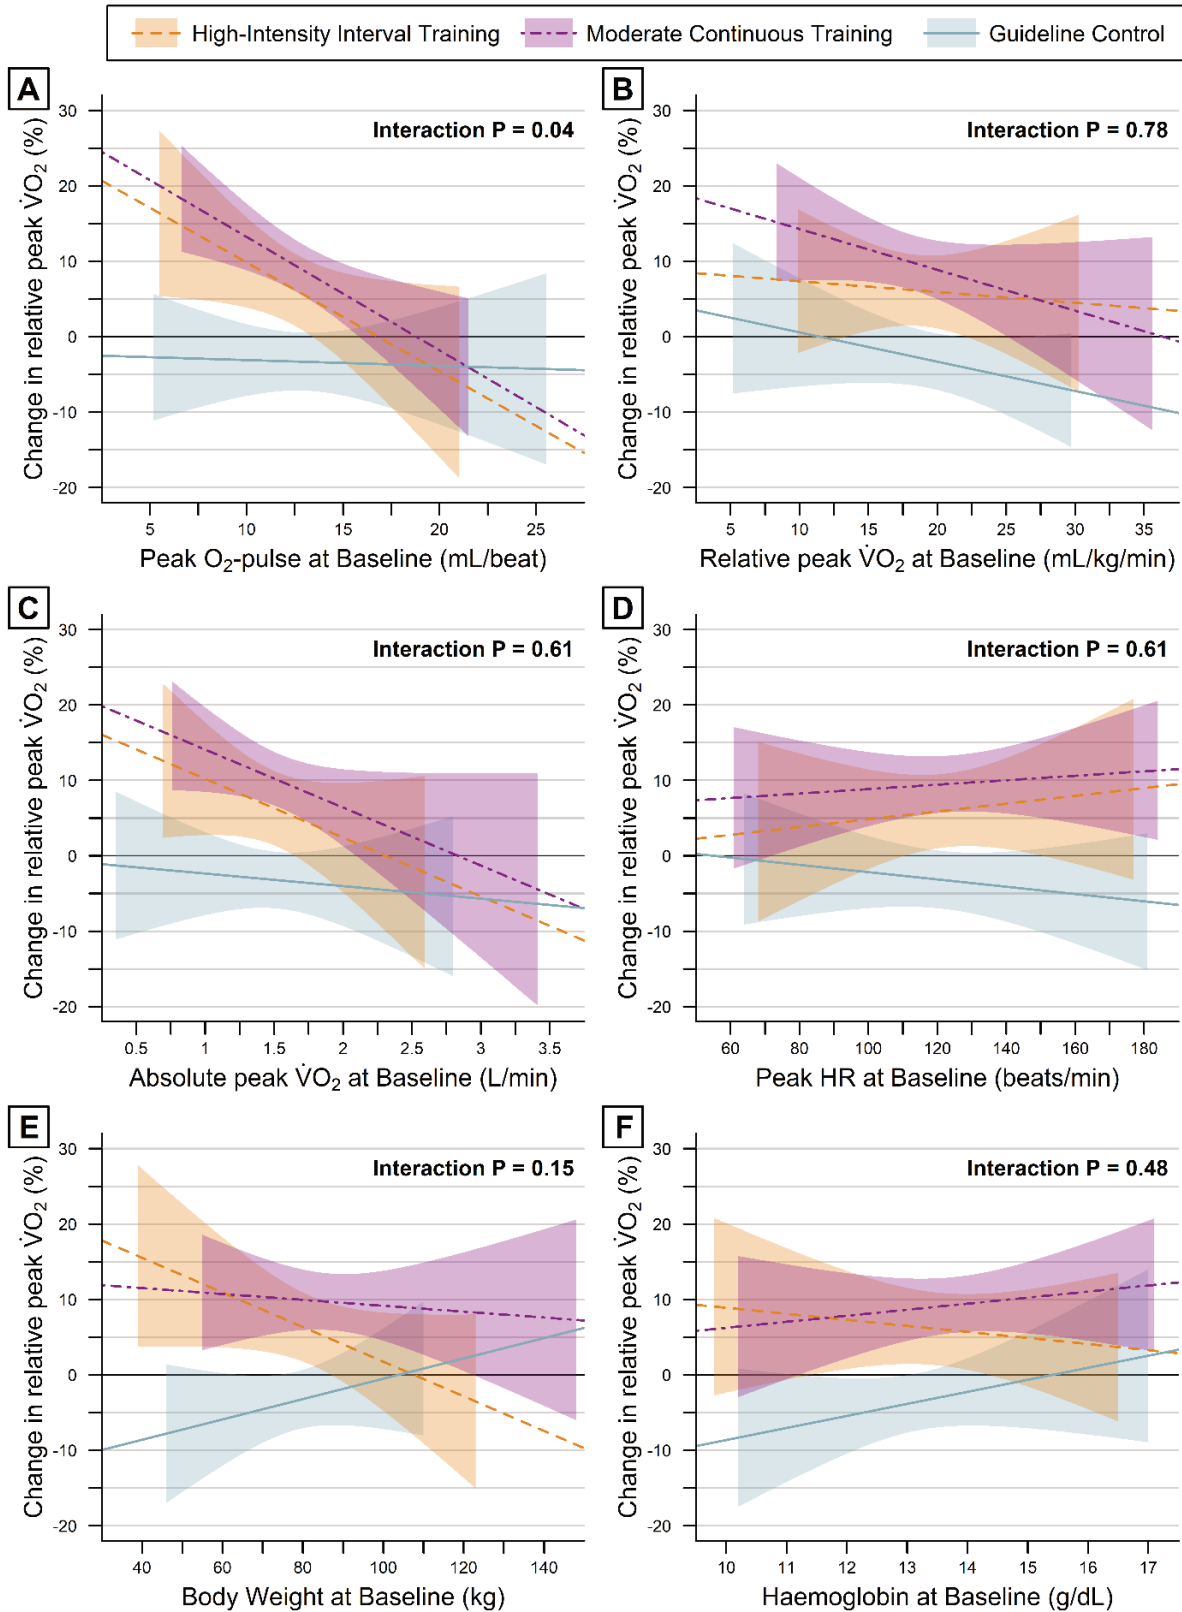 High-Intensity Interval Training Moderate Continuous Training Guideline Control
A
Interaction P = 0.04
Change in relative peak V̇O₂ (%)
30
20
10
0
-10
-20
5 10 15 20 25
Peak O₂-pulse at Baseline (mL/beat)
B
Interaction P = 0.78
Change in relative peak V̇O₂ (%)
30
20
10
0
-10
-20
5 10 15 20 25 30 35
Relative peak V̇O₂ at Baseline (mL/kg/min)
C
Interaction P = 0.61
Change in relative peak V̇O₂ (%)
30
20
10
0
-10
-20
0.5 1 1.5 2 2.5 3 3.5
Absolute peak V̇O₂ at Baseline (L/min)
D
Interaction P = 0.61
Change in relative peak V̇O₂ (%)
30
20
10
0
-10
-20
60 80 100 120 140 160 180
Peak HR at Baseline (beats/min)
E
Interaction P = 0.15
Change in relative peak V̇O₂ (%)
30
20
10
0
-10
-20
40 60 80 100 120 140
Body Weight at Baseline (kg)
F
Interaction P = 0.48
Change in relative peak V̇O₂ (%)
30
20
10
0
-10
-20
10 11 12 13 14 15 16 17
Haemoglobin at Baseline (g/dL)